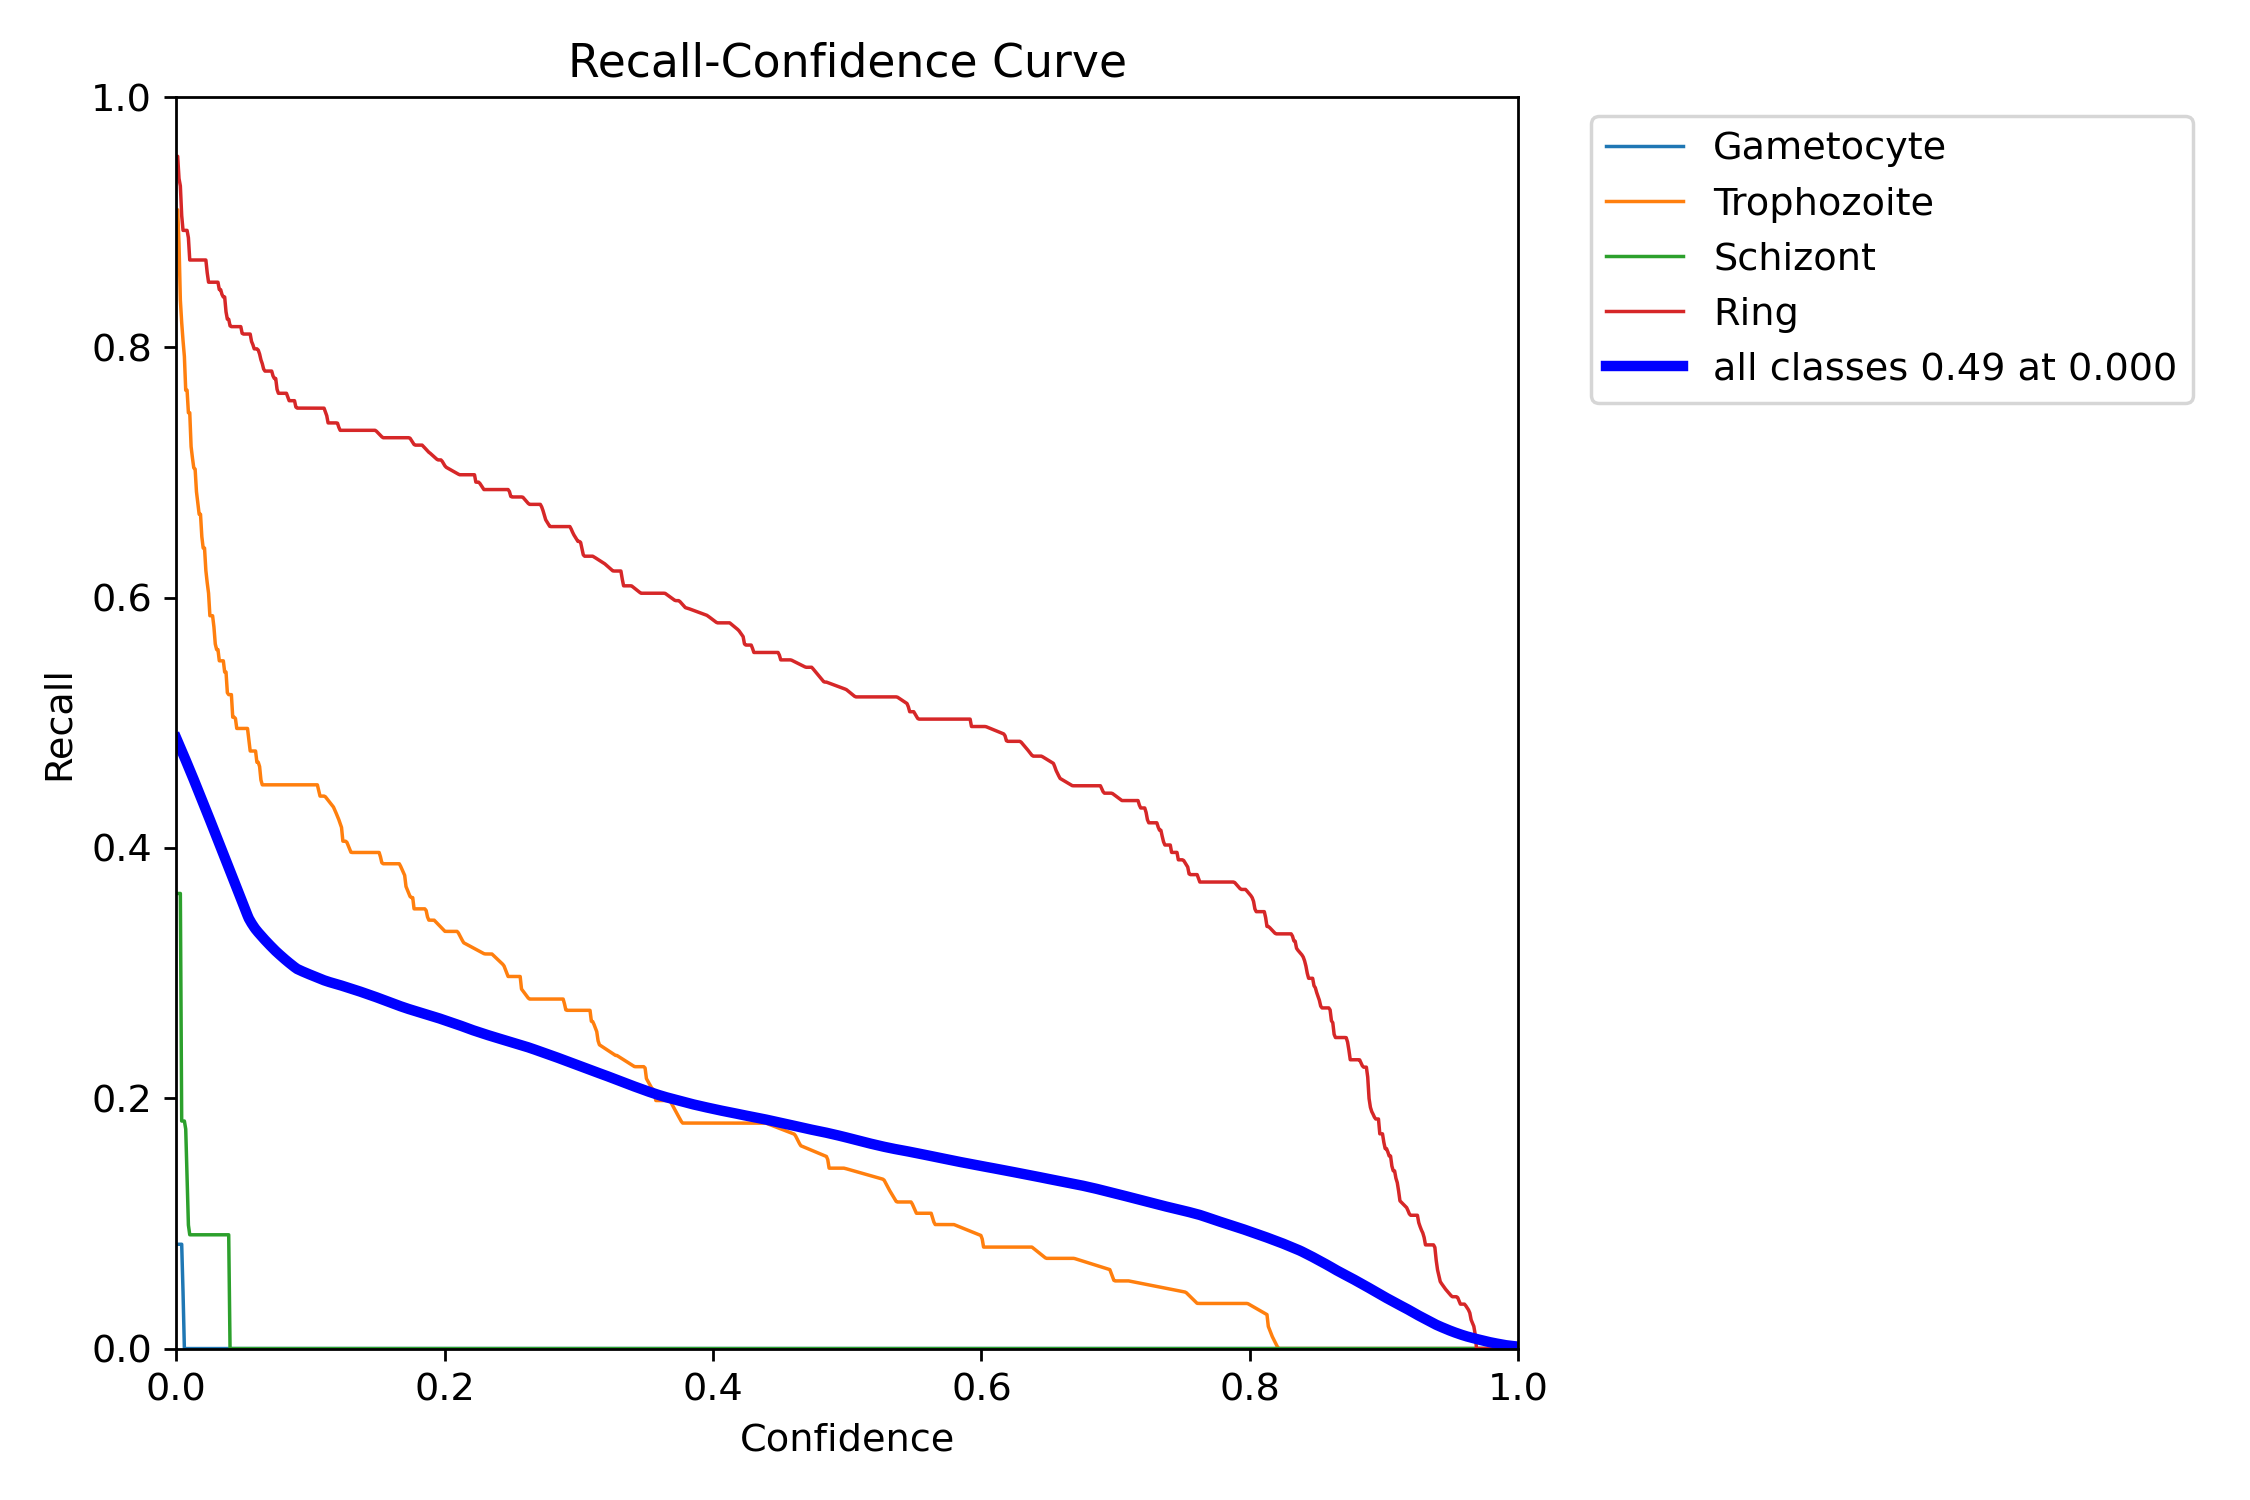 Recall-Confidence Curve
1.0
0.8
0.6
0.4
0.2
0.0
Recall
0.0 0.2 0.4 0.6 0.8 1.0
Confidence
Gametocyte
Trophozoite
Schizont
Ring
all classes 0.49 at 0.000